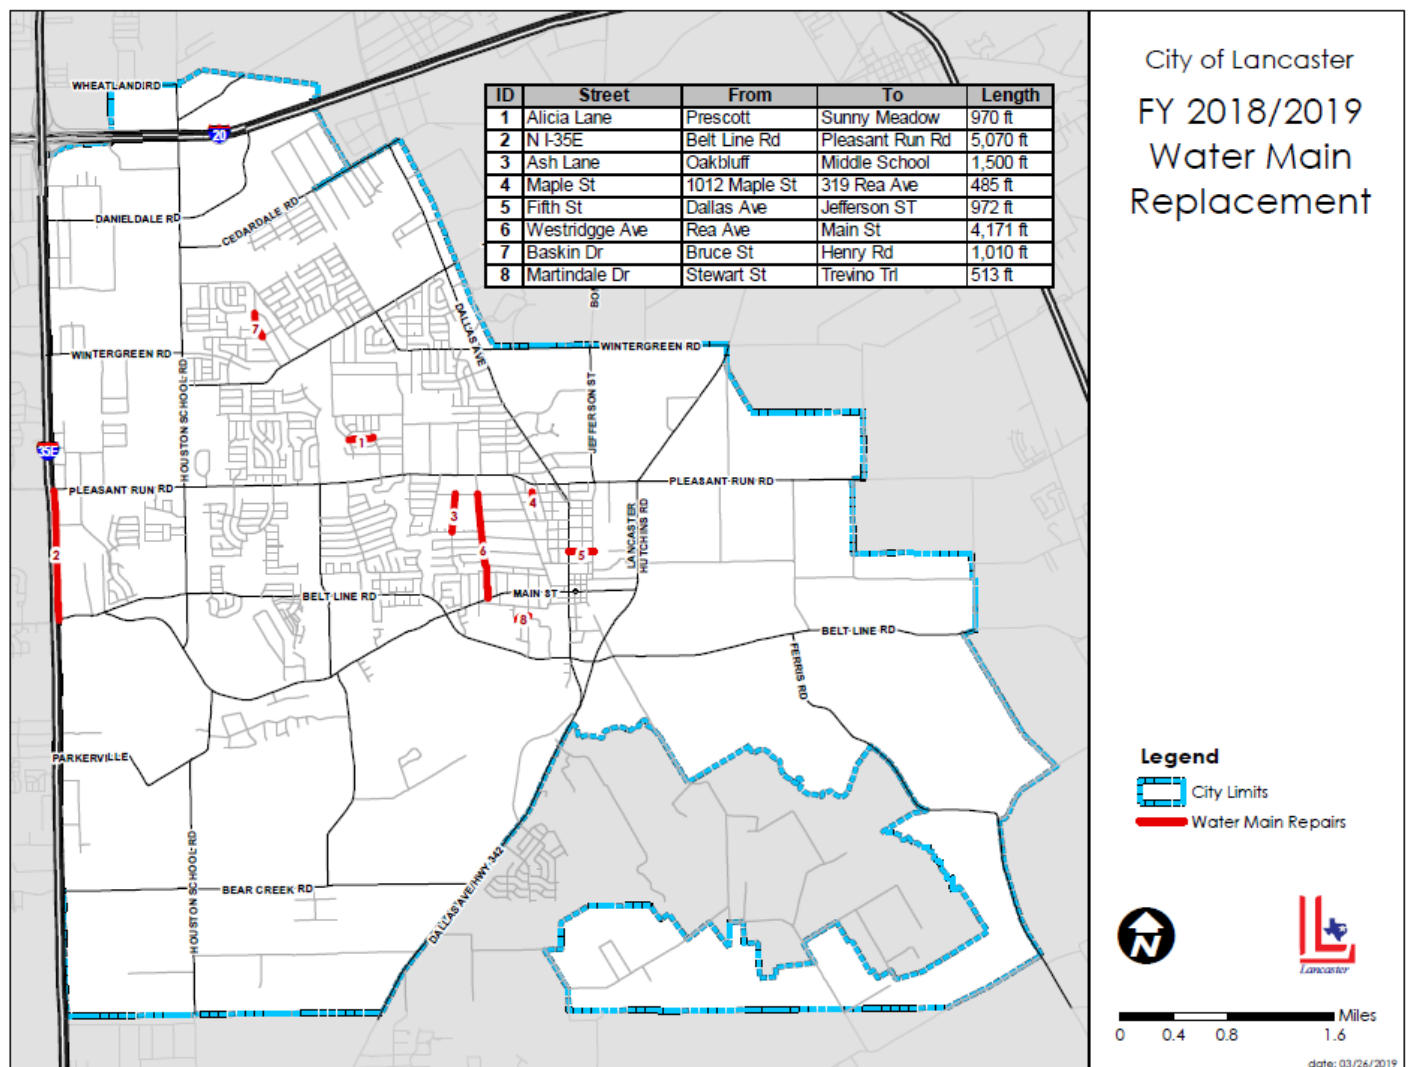 City of Lancaster
FY 2018/2019
Water Main
Replacement
ID Street From To Length
1 Alicia Lane Prescott Sunny Meadow 970 ft
2 N I-35E Belt Line Rd Pleasant Run Rd 5,070 ft
3 Ash Lane Oakbluff Middle School 1,500 ft
4 Maple St 1012 Maple St 319 Rea Ave 485 ft
5 Fifth St Dallas Ave Jefferson ST 972 ft
6 Westridgge Ave Rea Ave Main St 4,171 ft
7 Baskin Dr Bruce St Henry Rd 1,010 ft
8 Martindale Dr Stewart St Trevino Trl 513 ft
WHEATLAND RD
20
DANIELDALE RD
CEDARDALE RD
DALLAS AVE
7
WINTERGREEN RD
WINTERGREEN RD
HOUSTON SCHOOL RD
JEFFERSON ST
1
35E
PLEASANT RUN RD
PLEASANT RUN RD
3
4
LANCASTER
HUTCHINS RD
2
6
5
BELT LINE RD
MAIN ST
8
BELT LINE RD
FERRIS RD
PARKERVILLE
HOUSTON SCHOOL RD
BEAR CREEK RD
DALLAS AVE/HWY 342
Legend
City Limits
Water Main Repairs
N
Lancaster
Miles
0 0.4 0.8 1.6
date: 03/26/2019